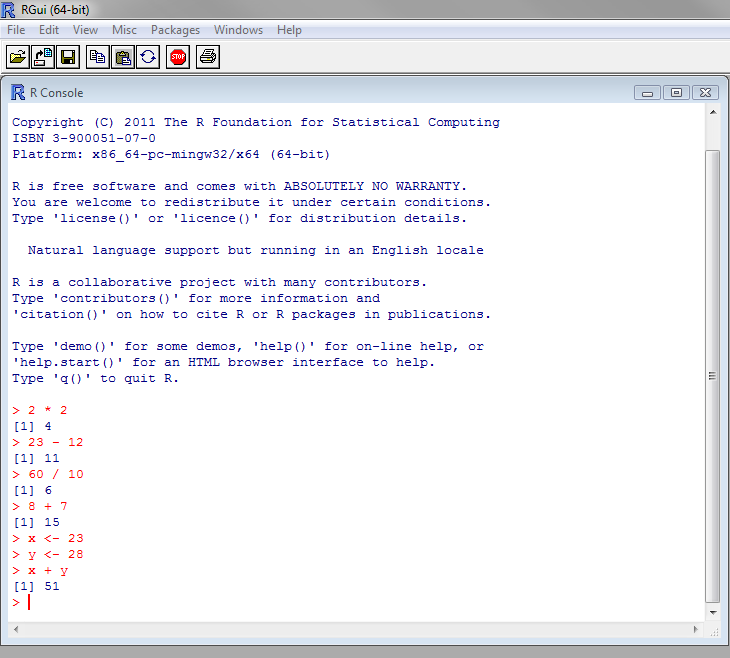 RGui (64-bit)
File Edit View Misc Packages Windows Help
STOP
R Console
Copyright (C) 2011 The R Foundation for Statistical Computing
ISBN 3-900051-07-0
Platform: x86_64-pc-mingw32/x64 (64-bit)
R is free software and comes with ABSOLUTELY NO WARRANTY.
You are welcome to redistribute it under certain conditions.
Type 'license()' or 'licence()' for distribution details.
Natural language support but running in an English locale
R is a collaborative project with many contributors.
Type 'contributors()' for more information and
'citation()' on how to cite R or R packages in publications.
Type 'demo()' for some demos, 'help()' for on-line help, or
'help.start()' for an HTML browser interface to help.
Type 'q()' to quit R.
> 2 * 2
[1] 4
> 23 - 12
[1] 11
> 60 / 10
[1] 6
> 8 + 7
[1] 15
> x <- 23
> y <- 28
> x + y
[1] 51
>